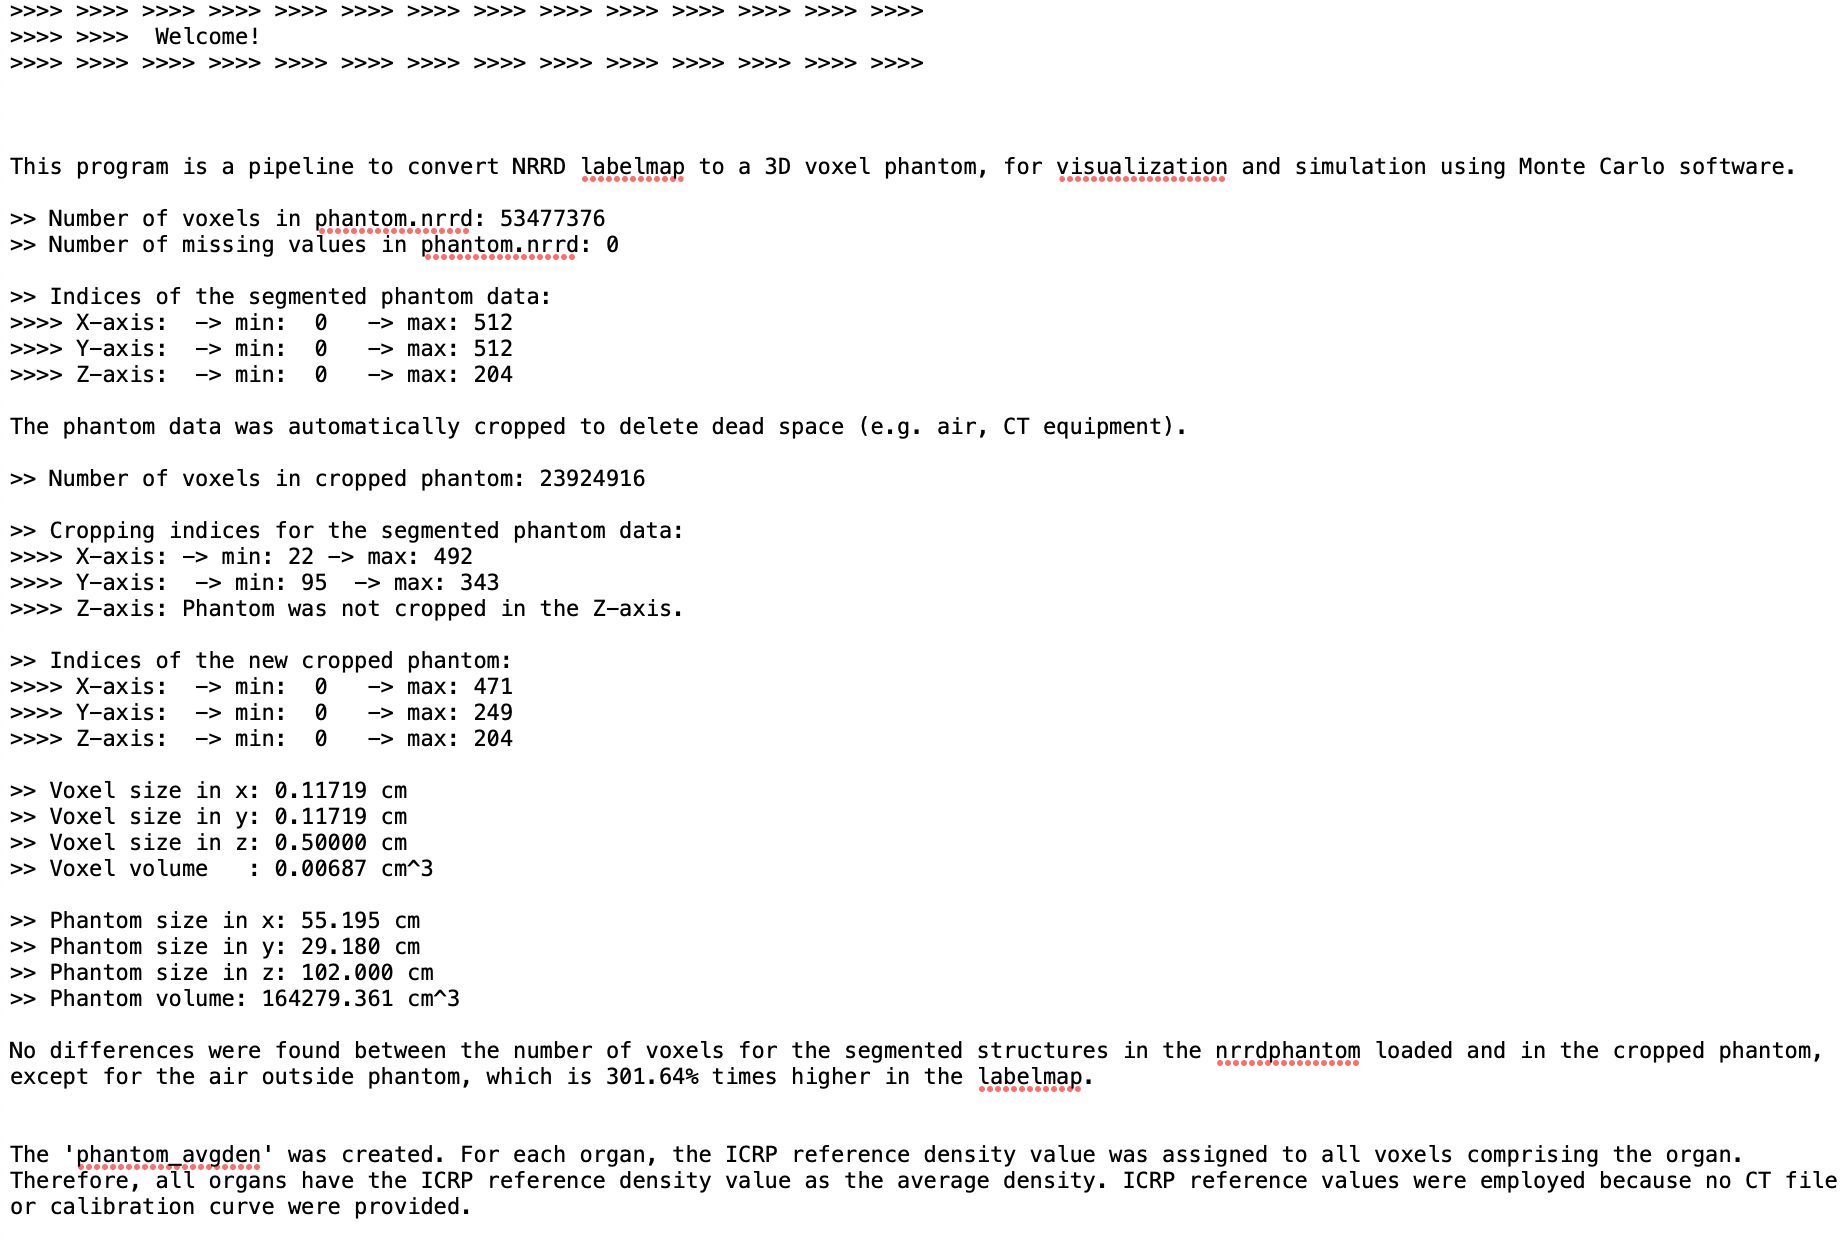 >>>> >>>> >>>> >>>> >>>> >>>> >>>> >>>> >>>> >>>> >>>> >>>> >>>> >>>>
>>>> >>>>  Welcome!
>>>> >>>> >>>> >>>> >>>> >>>> >>>> >>>> >>>> >>>> >>>> >>>> >>>> >>>>
This program is a pipeline to convert NRRD labelmap to a 3D voxel phantom, for visualization and simulation using Monte Carlo software.
>> Number of voxels in phantom.nrrd: 53477376
>> Number of missing values in phantom.nrrd: 0
>> Indices of the segmented phantom data:
>>>> X-axis:  -> min:  0   -> max: 512
>>>> Y-axis:  -> min:  0   -> max: 512
>>>> Z-axis:  -> min:  0   -> max: 204
The phantom data was automatically cropped to delete dead space (e.g. air, CT equipment).
>> Number of voxels in cropped phantom: 23924916
>> Cropping indices for the segmented phantom data:
>>>> X-axis: -> min: 22 -> max: 492
>>>> Y-axis:  -> min: 95  -> max: 343
>>>> Z-axis: Phantom was not cropped in the Z-axis.
>> Indices of the new cropped phantom:
>>>> X-axis:  -> min:  0   -> max: 471
>>>> Y-axis:  -> min:  0   -> max: 249
>>>> Z-axis:  -> min:  0   -> max: 204
>> Voxel size in x: 0.11719 cm
>> Voxel size in y: 0.11719 cm
>> Voxel size in z: 0.50000 cm
>> Voxel volume   : 0.00687 cm^3
>> Phantom size in x: 55.195 cm
>> Phantom size in y: 29.180 cm
>> Phantom size in z: 102.000 cm
>> Phantom volume: 164279.361 cm^3
No differences were found between the number of voxels for the segmented structures in the nrrdphantom loaded and in the cropped phantom,
except for the air outside phantom, which is 301.64% times higher in the labelmap.
The 'phantom_avgden' was created. For each organ, the ICRP reference density value was assigned to all voxels comprising the organ.
Therefore, all organs have the ICRP reference density value as the average density. ICRP reference values were employed because no CT file
or calibration curve were provided.